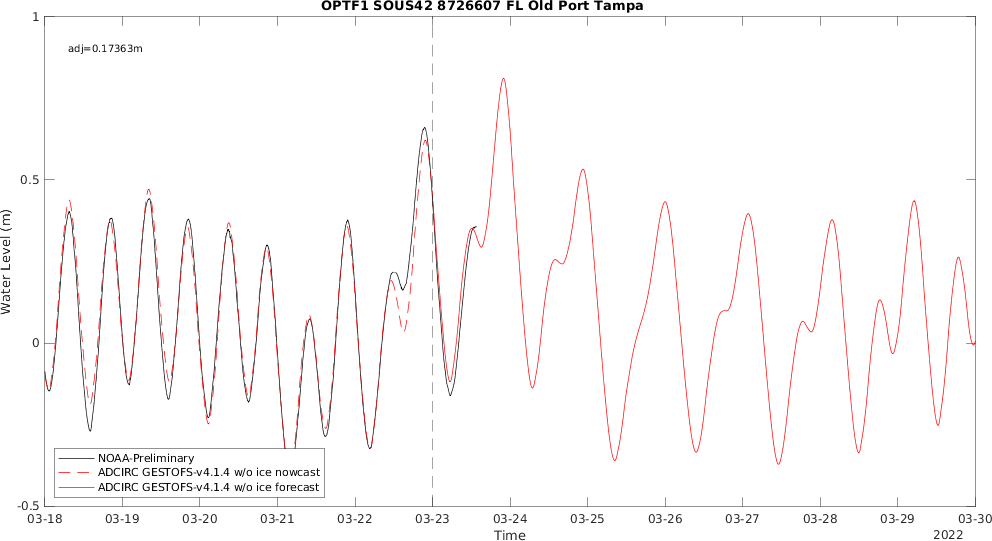 OPTF1 SOUS42 8726607 FL Old Port Tampa
1
adj=0.17363m
0.5
Water Level (m)
0
NOAA-Preliminary
ADCIRC GESTOFS-v4.1.4 w/o ice nowcast
ADCIRC GESTOFS-v4.1.4 w/o ice forecast
-0.5
03-18 03-19 03-20 03-21 03-22 03-23 03-24 03-25 03-26 03-27 03-28 03-29 03-30
Time
2022